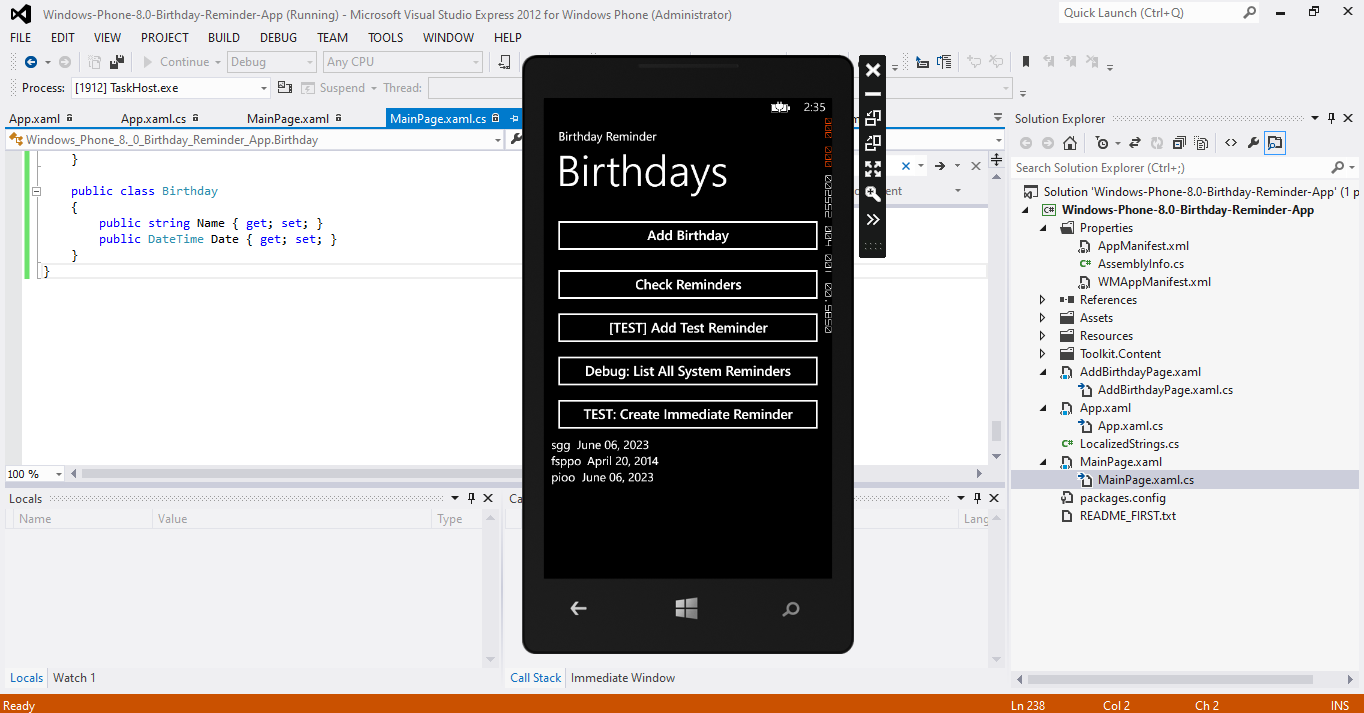 Windows-Phone-8.0-Birthday-Reminder-App (Running) - Microsoft Visual Studio Express 2012 for Windows Phone (Administrator)
Quick Launch (Ctrl+Q)
FILE EDIT VIEW PROJECT BUILD DEBUG TEAM TOOLS WINDOW HELP
Continue Debug Any CPU
Process: [1912] TaskHost.exe Suspend Thread:
App.xaml App.xaml.cs MainPage.xaml MainPage.xaml.cs
Windows_Phone_8._0_Birthday_Reminder_App.Birthday
}
public class Birthday
{
public string Name { get; set; }
public DateTime Date { get; set; }
}
}
100 %
Locals
Name Value Type
Locals Watch 1
2:35
Birthday Reminder
Birthdays
Add Birthday
Check Reminders
[TEST] Add Test Reminder
Debug: List All System Reminders
TEST: Create Immediate Reminder
sgg June 06, 2023
fsppo April 20, 2014
pioo June 06, 2023
Ca
Lang
Call Stack Immediate Window
Solution Explorer
Search Solution Explorer (Ctrl+;)
Solution 'Windows-Phone-8.0-Birthday-Reminder-App' (1 p
Windows-Phone-8.0-Birthday-Reminder-App
Properties
AppManifest.xml
AssemblyInfo.cs
WMAppManifest.xml
References
Assets
Resources
Toolkit.Content
AddBirthdayPage.xaml
AddBirthdayPage.xaml.cs
App.xaml
App.xaml.cs
LocalizedStrings.cs
MainPage.xaml
MainPage.xaml.cs
packages.config
README_FIRST.txt
Ready Ln 238 Col 2 Ch 2 INS